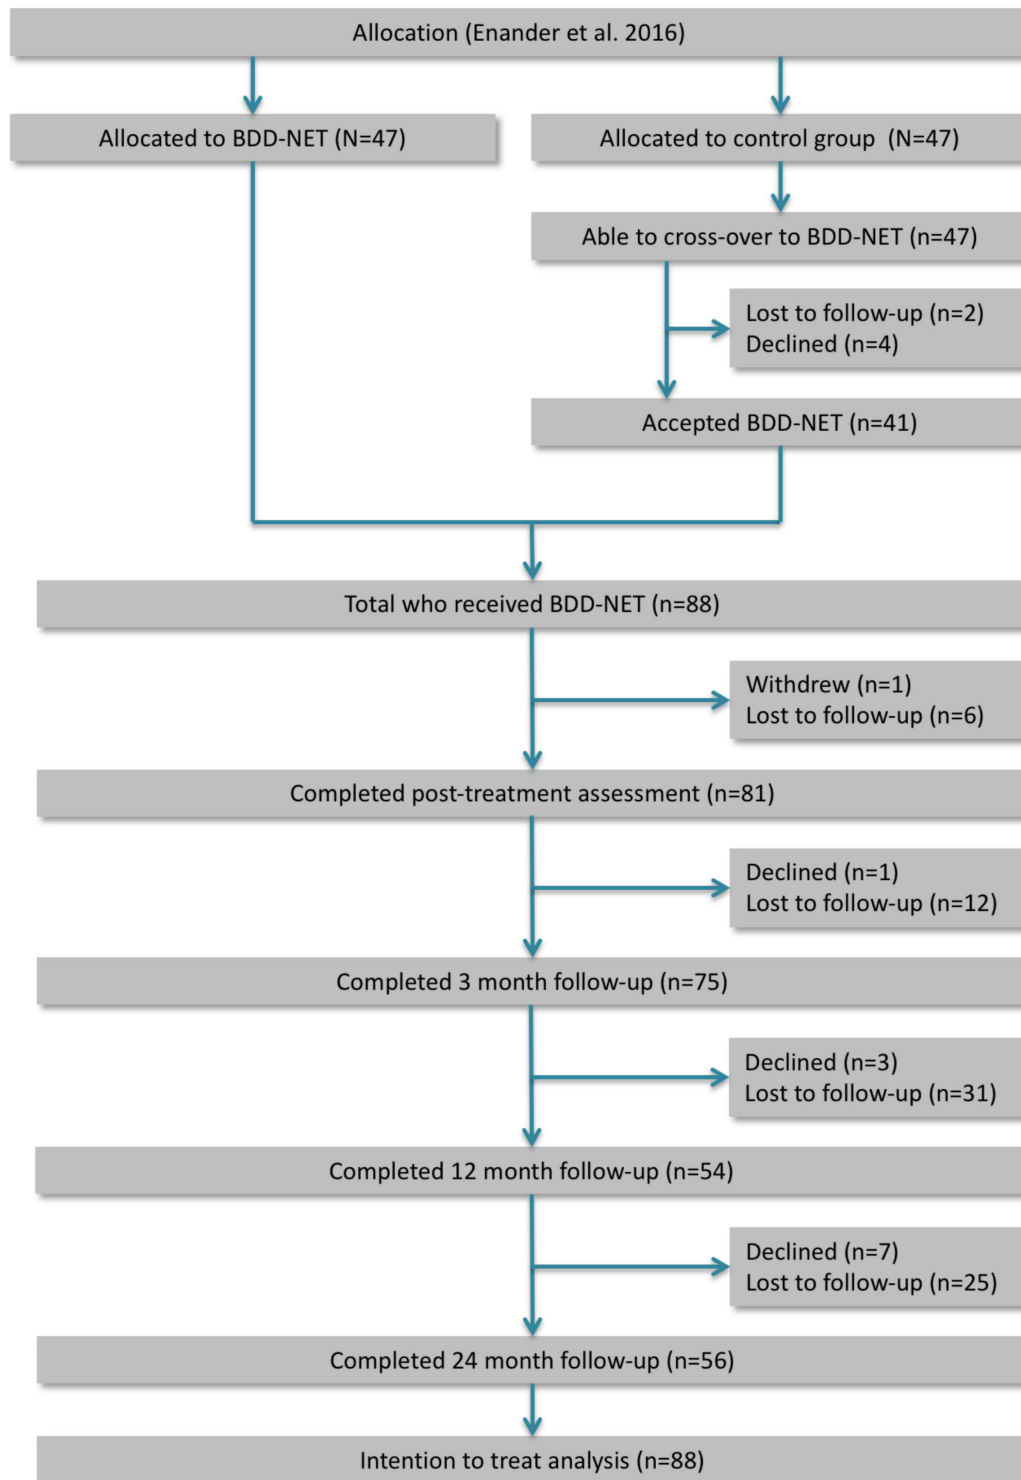 Allocation (Enander et al. 2016)
Allocated to BDD-NET (N=47)
Allocated to control group (N=47)
Able to cross-over to BDD-NET (n=47)
Lost to follow-up (n=2)
Declined (n=4)
Accepted BDD-NET (n=41)
Total who received BDD-NET (n=88)
Withdrew (n=1)
Lost to follow-up (n=6)
Completed post-treatment assessment (n=81)
Declined (n=1)
Lost to follow-up (n=12)
Completed 3 month follow-up (n=75)
Declined (n=3)
Lost to follow-up (n=31)
Completed 12 month follow-up (n=54)
Declined (n=7)
Lost to follow-up (n=25)
Completed 24 month follow-up (n=56)
Intention to treat analysis (n=88)